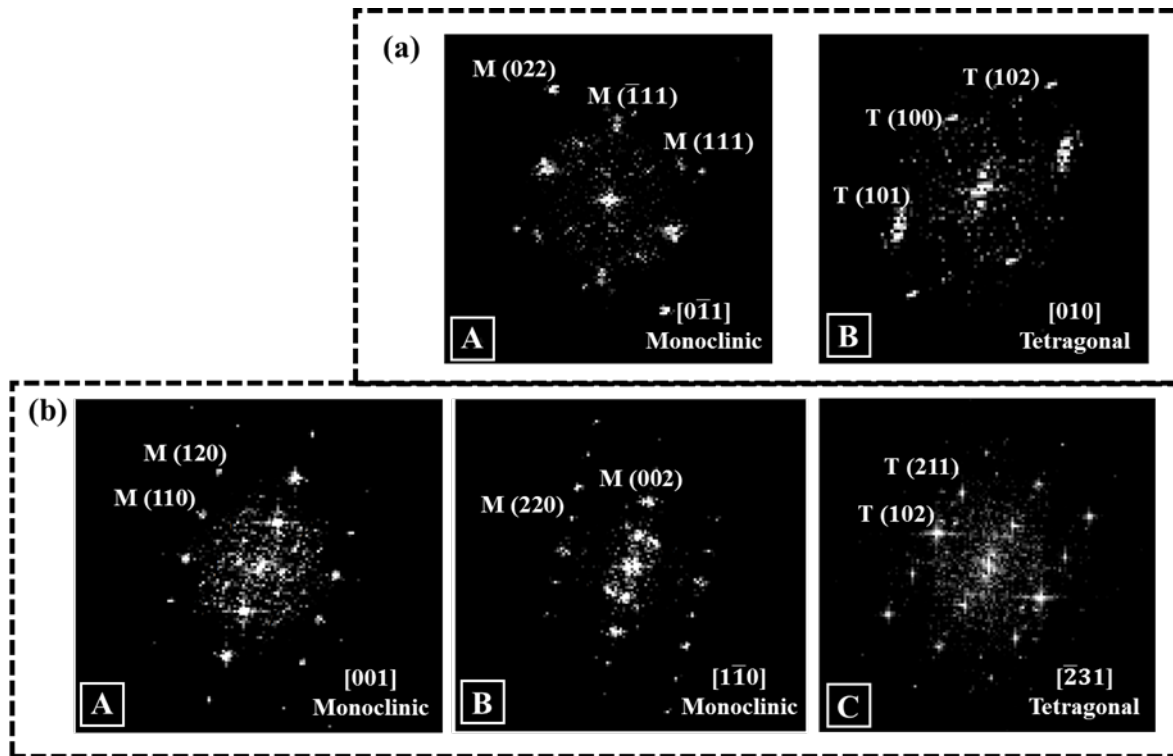 (a)
M (022)
M (1̄11)
M (111)
A
[01̄1]
Monoclinic
T (102)
T (100)
T (101)
B
[010]
Tetragonal
(b)
M (120)
M (110)
A
[001]
Monoclinic
M (002)
M (220)
B
[11̄0]
Monoclinic
T (211)
T (102)
C
[2̄31]
Tetragonal